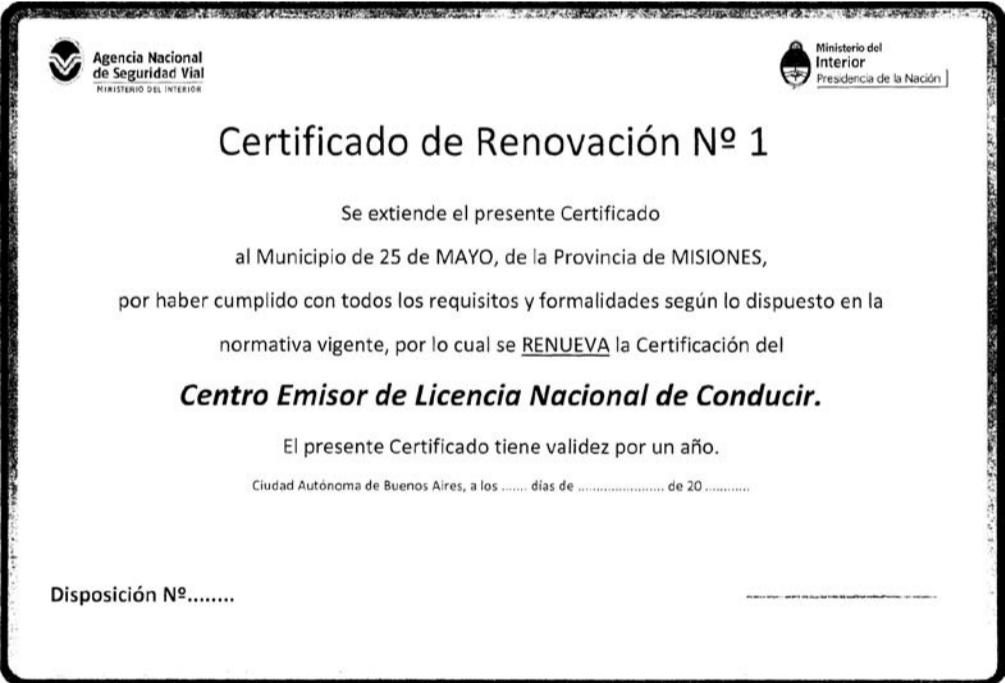 Agencia Nacional
de Seguridad Vial
MINISTERIO DEL INTERIOR
Ministerio del
Interior
Presidencia de la Nación
Certificado de Renovación Nº 1
Se extiende el presente Certificado
al Municipio de 25 de MAYO, de la Provincia de MISIONES,
por haber cumplido con todos los requisitos y formalidades según lo dispuesto en la
normativa vigente, por lo cual se RENUEVA la Certificación del
Centro Emisor de Licencia Nacional de Conducir.
El presente Certificado tiene validez por un año.
Ciudad Autónoma de Buenos Aires, a los ....... días de ...................... de 20 ...........
Disposición Nº........